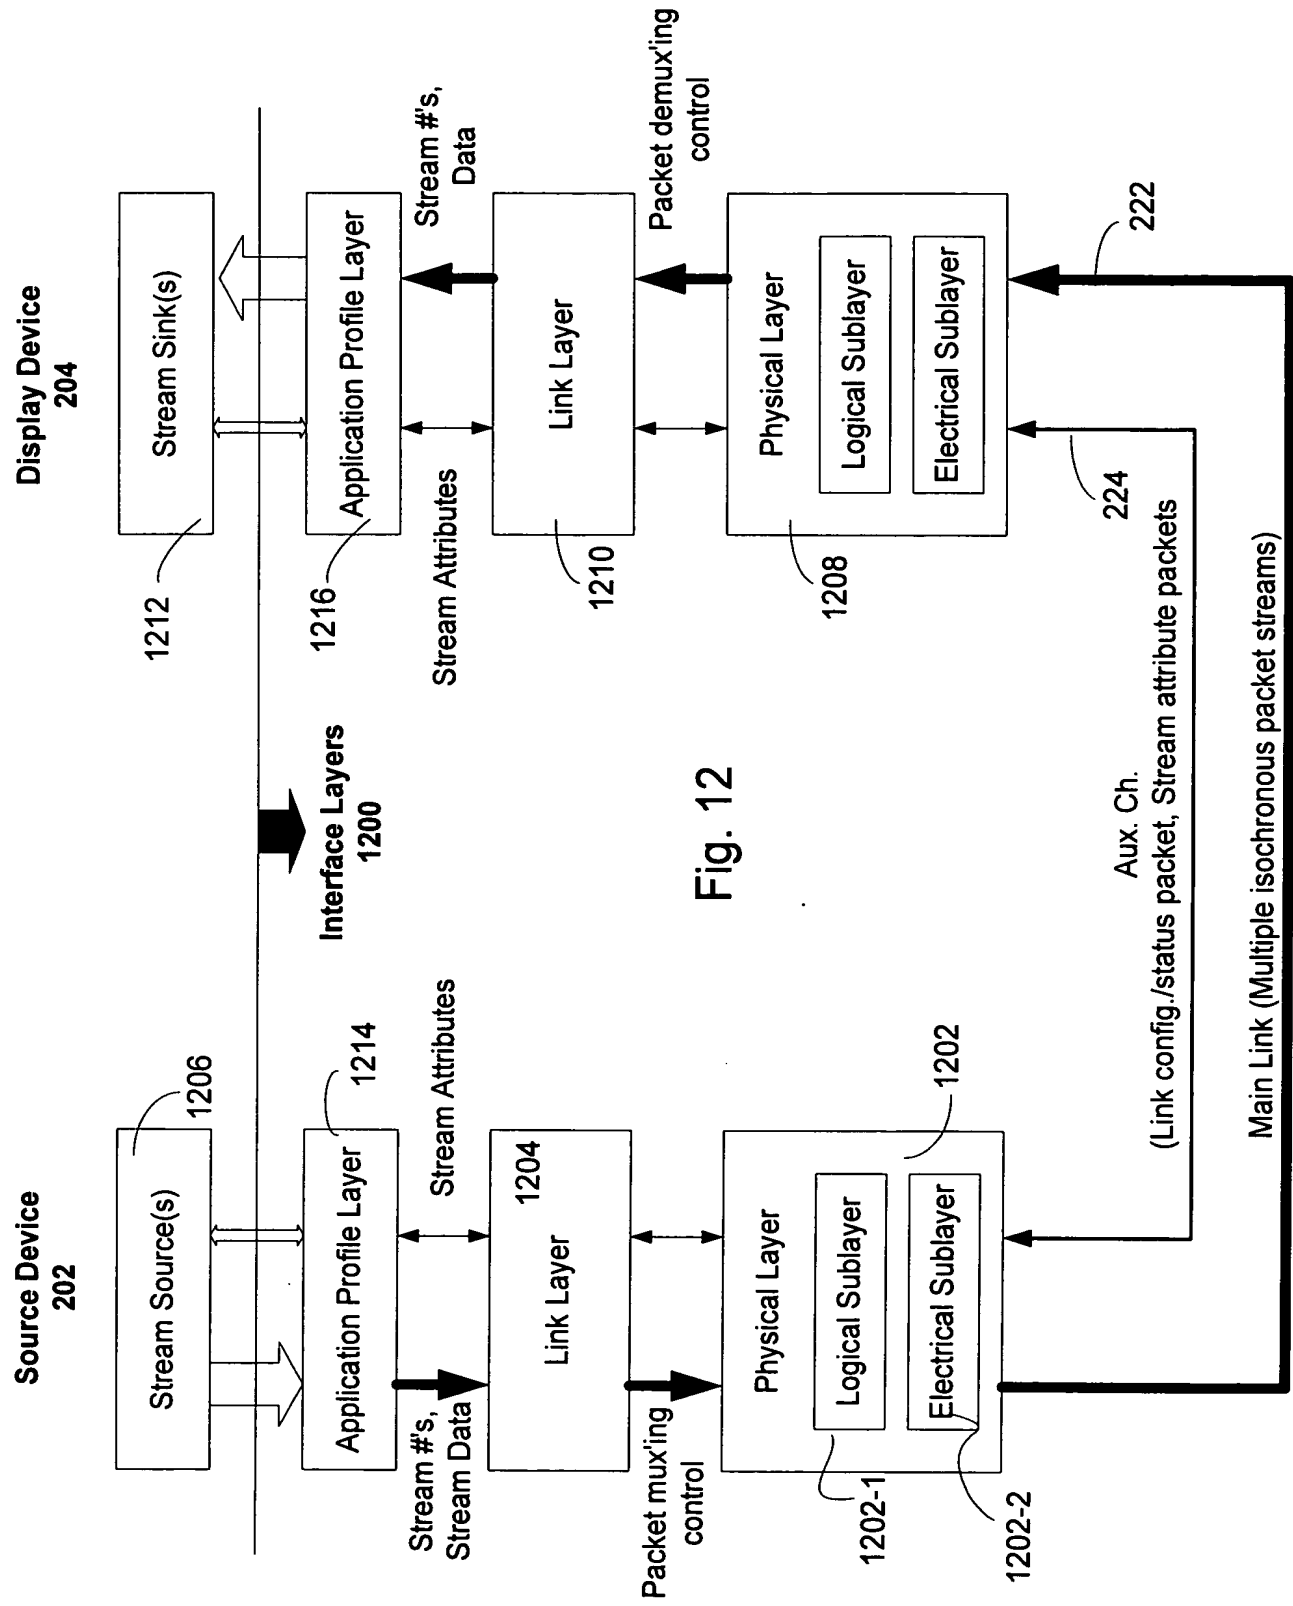 Source Device
202
Display Device
204
Stream Source(s)
1206
Stream Sink(s)
1212
Interface Layers
1200
Application Profile Layer
1214
Application Profile Layer
1216
Stream #'s,
Stream Data
Stream Attributes
Stream Attributes
Stream #'s,
Data
Link Layer
1204
Link Layer
1210
Packet mux'ing
control
Packet demux'ing
control
Fig. 12
Physical Layer
1202
Logical Sublayer
1202-1
Electrical Sublayer
1202-2
Physical Layer
1208
Logical Sublayer
Electrical Sublayer
224
222
Aux. Ch.
(Link config./status packet, Stream attribute packets
Main Link (Multiple isochronous packet streams)